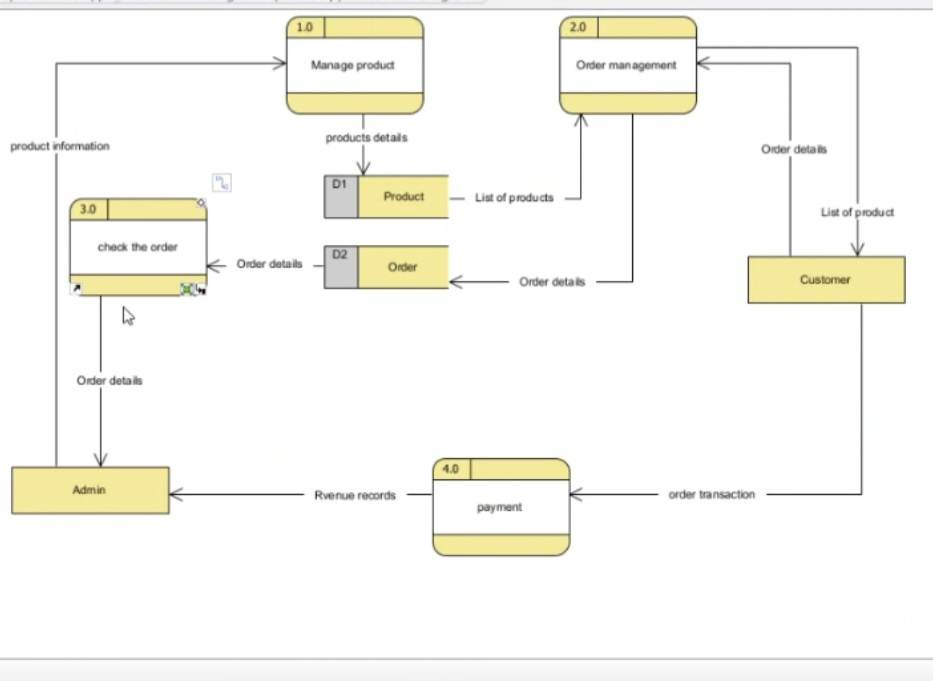 1.0
2.0
Manage product
Order management
products details
product information
Order details
D1
Product
List of products
3.0
List of product
check the order
D2
Order
Order details
Order details
Customer
Order details
4.0
Admin
Rvenue records
order transaction
payment